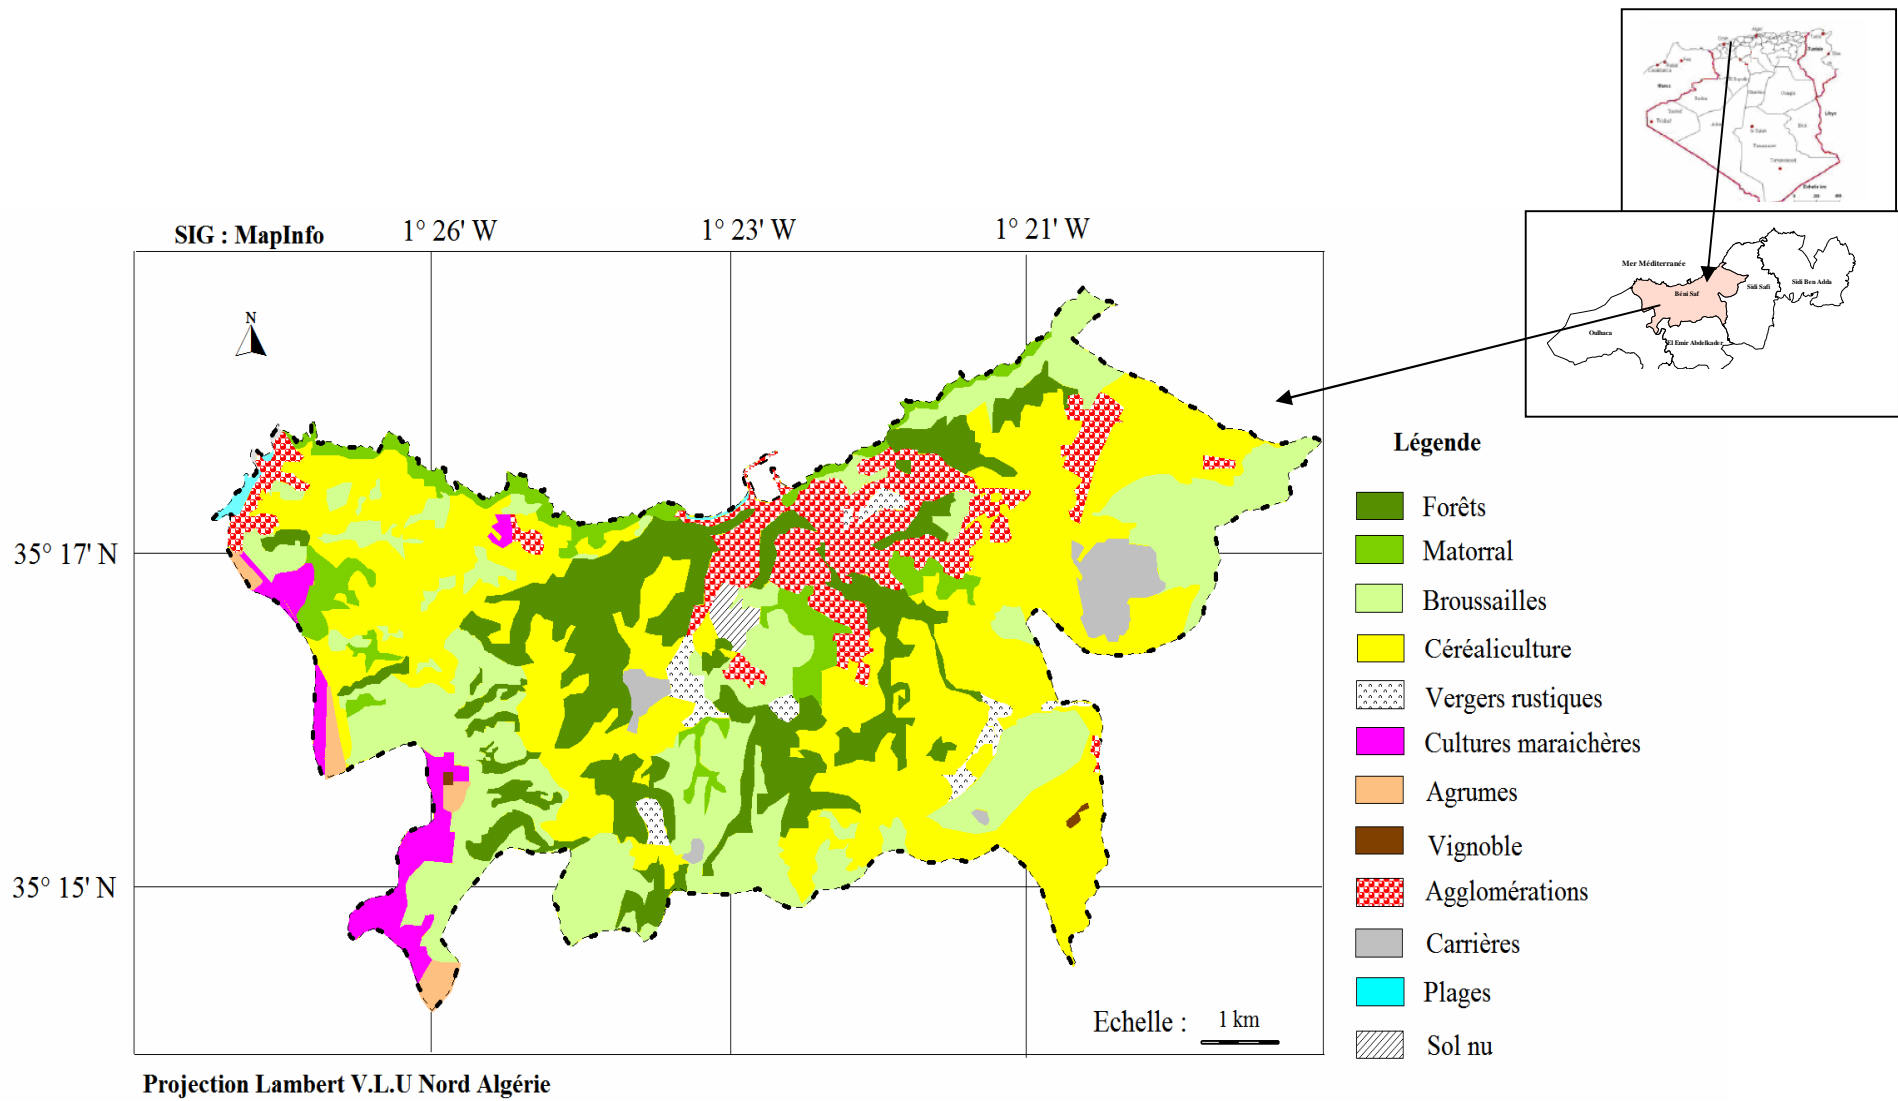 SIG : MapInfo
1° 26' W
1° 23' W
1° 21' W
N
35° 17' N
35° 15' N
Echelle :
1 km
Projection Lambert V.L.U Nord Algérie
Mer Méditerranée
Béni Saf
Sidi Safi
Sidi Ben Adda
Oulhaca
El Emir Abdelkader
Légende
Forêts
Matorral
Broussailles
Céréaliculture
Vergers rustiques
Cultures maraichères
Agrumes
Vignoble
Agglomérations
Carrières
Plages
Sol nu